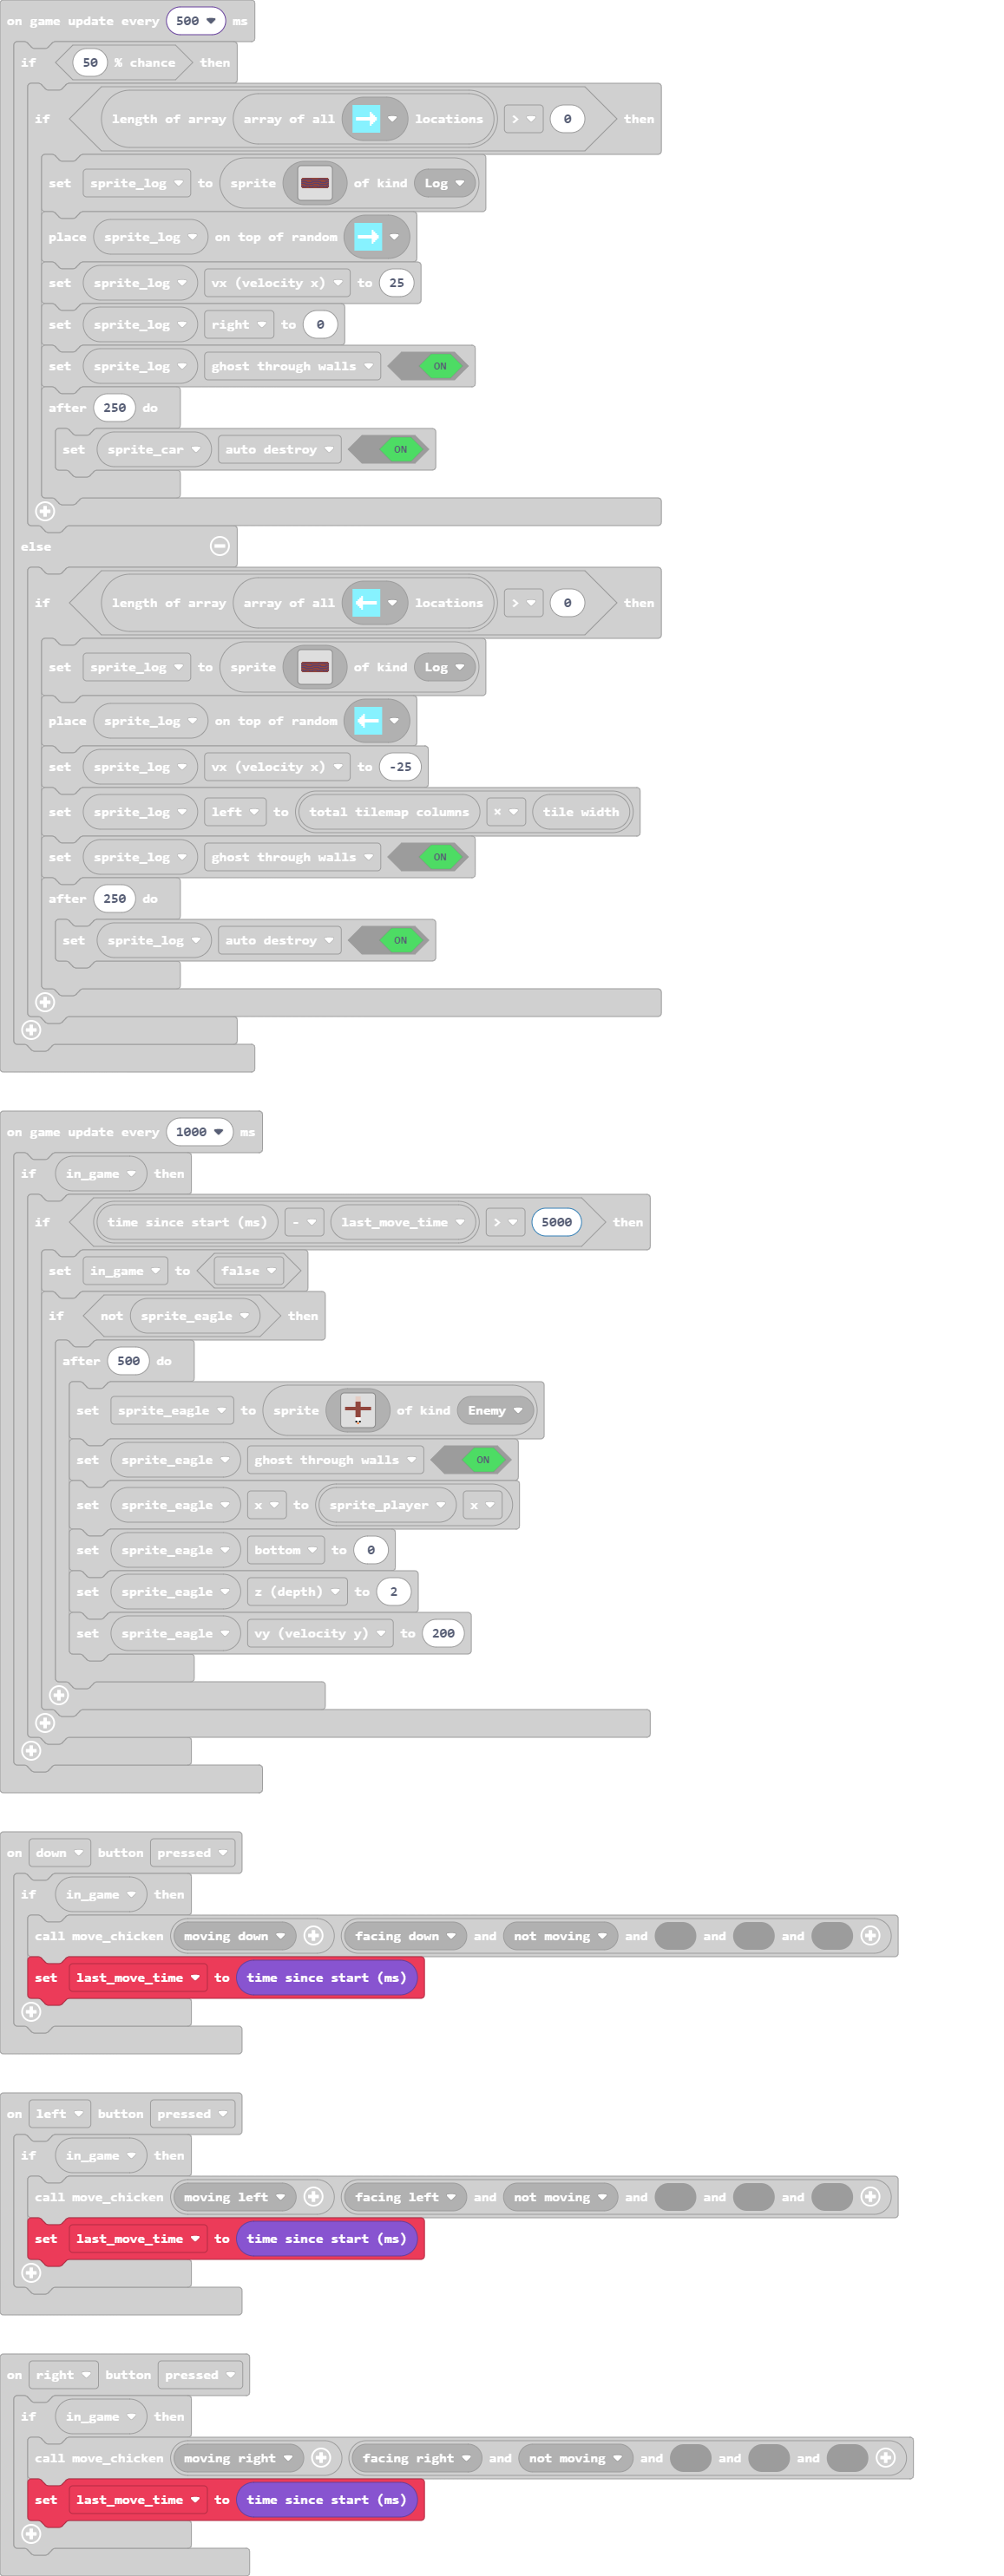 on game update every 500 ms
if 50 % chance then
if length of array array of all locations > 0 then
set sprite_log to sprite of kind Log
place sprite_log on top of random
set sprite_log vx (velocity x) to 25
set sprite_log right to 0
set sprite_log ghost through walls ON
after 250 do
set sprite_car auto destroy ON
else
if length of array array of all locations > 0 then
set sprite_log to sprite of kind Log
place sprite_log on top of random
set sprite_log vx (velocity x) to -25
set sprite_log left to total tilemap columns × tile width
set sprite_log ghost through walls ON
after 250 do
set sprite_log auto destroy ON
on game update every 1000 ms
if in_game then
if time since start (ms) - last_move_time > 5000 then
set in_game to false
if not sprite_eagle then
after 500 do
set sprite_eagle to sprite of kind Enemy
set sprite_eagle ghost through walls ON
set sprite_eagle x to sprite_player x
set sprite_eagle bottom to 0
set sprite_eagle z (depth) to 2
set sprite_eagle vy (velocity y) to 200
on down button pressed
if in_game then
call move_chicken moving down facing down and not moving and and and
set last_move_time to time since start (ms)
on left button pressed
if in_game then
call move_chicken moving left facing left and not moving and and and
set last_move_time to time since start (ms)
on right button pressed
if in_game then
call move_chicken moving right facing right and not moving and and and
set last_move_time to time since start (ms)